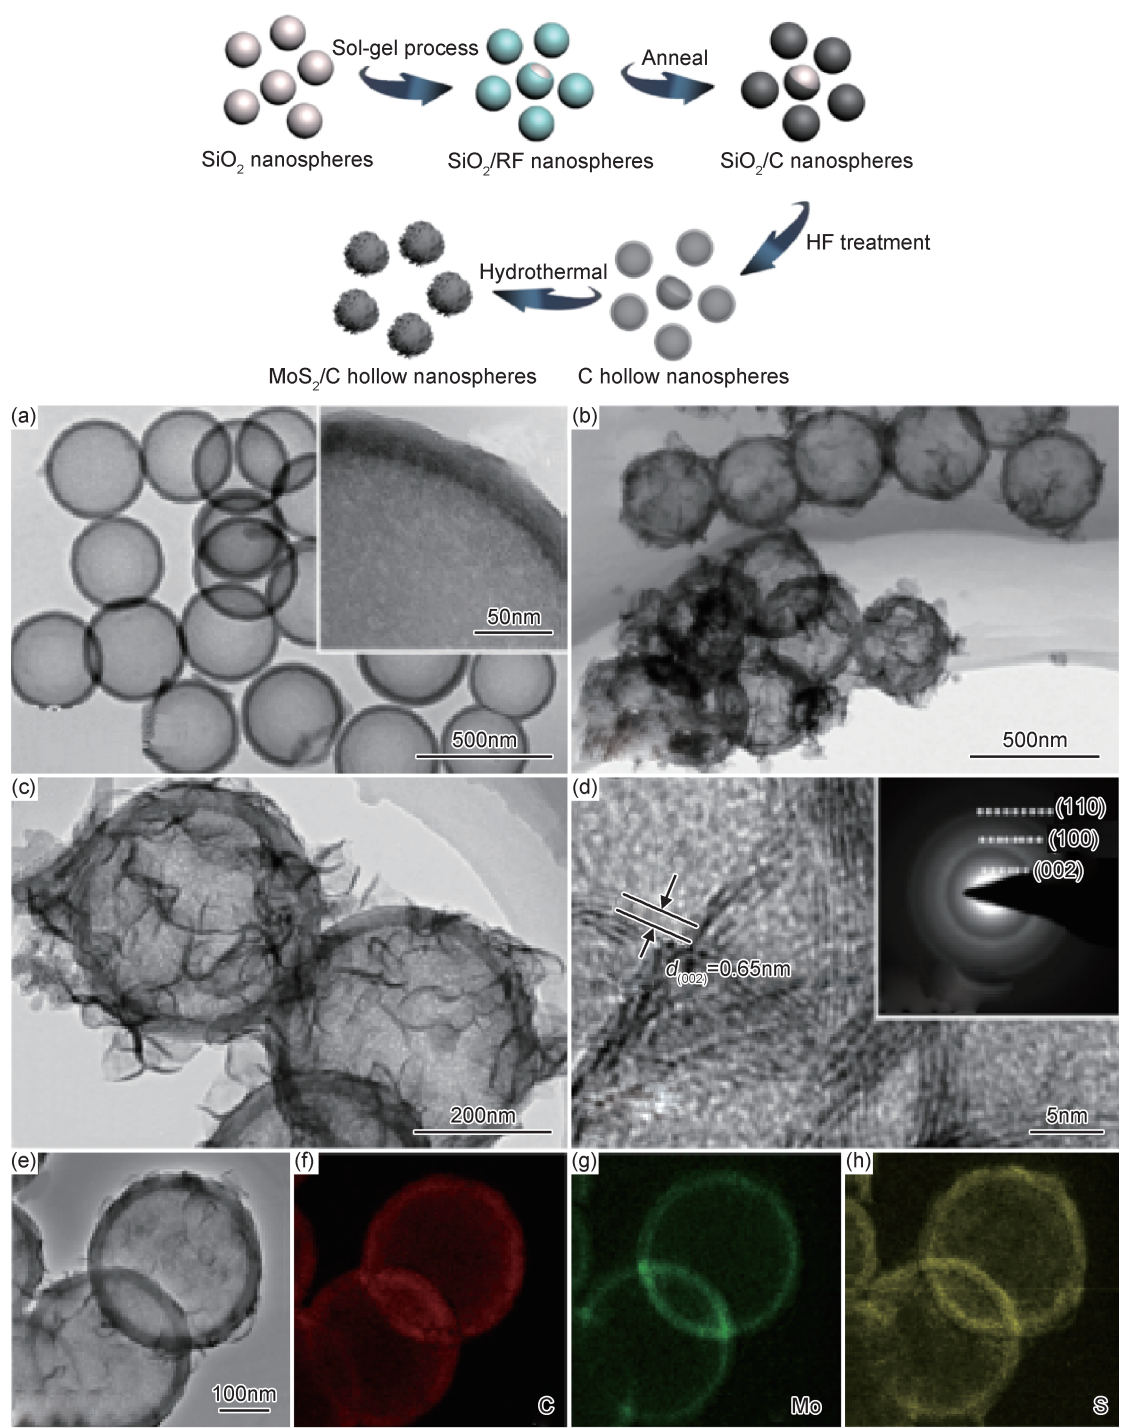 Sol-gel process
Anneal
SiO₂ nanospheres
SiO₂/RF nanospheres
SiO₂/C nanospheres
HF treatment
Hydrothermal
MoS₂/C hollow nanospheres
C hollow nanospheres
(a)
50nm
500nm
(b)
500nm
(c)
200nm
(d)
(110)
(100)
(002)
d(002)=0.65nm
5nm
(e)
100nm
(f)
C
(g)
Mo
(h)
S